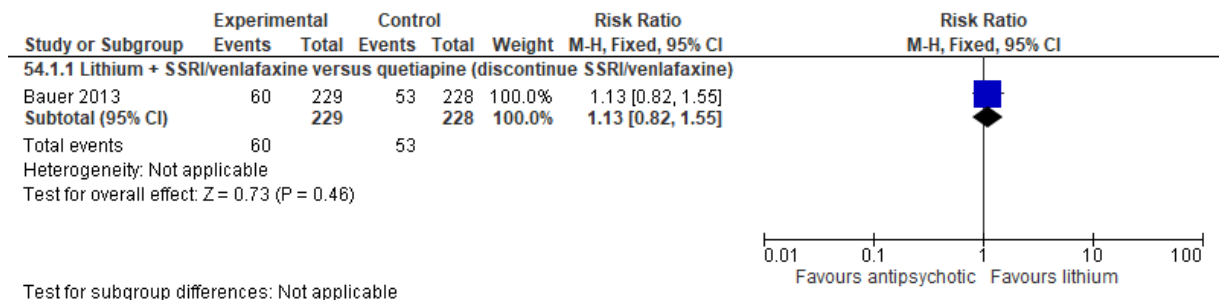 Experimental Control Risk Ratio Risk Ratio
Study or Subgroup Events Total Events Total Weight M-H, Fixed, 95% CI M-H, Fixed, 95% CI
54.1.1 Lithium + SSRI/venlafaxine versus quetiapine (discontinue SSRI/venlafaxine)
Bauer 2013 60 229 53 228 100.0% 1.13 [0.82, 1.55]
Subtotal (95% CI) 229 228 100.0% 1.13 [0.82, 1.55]
Total events 60 53
Heterogeneity: Not applicable
Test for overall effect: Z = 0.73 (P = 0.46)
0.01 0.1 1 10 100
Favours antipsychotic Favours lithium
Test for subgroup differences: Not applicable